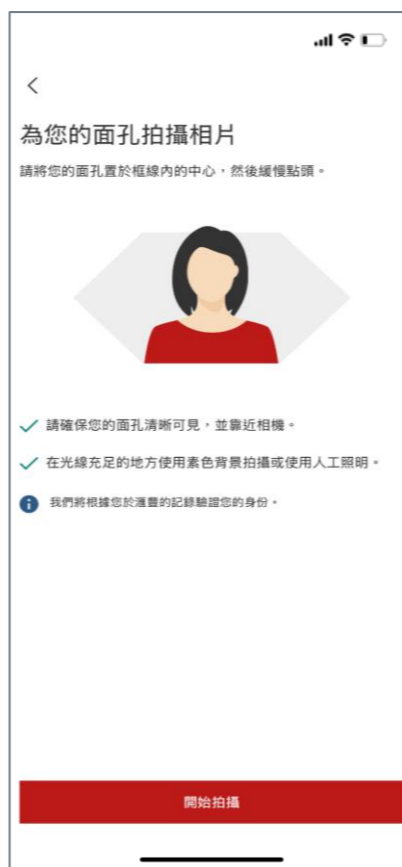 為您的面孔拍攝相片
請將您的面孔置於框線內的中心，然後緩慢點頭。
請確保您的面孔清晰可見，並靠近相機。
在光線充足的地方使用素色背景拍攝或使用人工照明。
我們將根據您於滙豐的記錄驗證您的身份。
開始拍攝